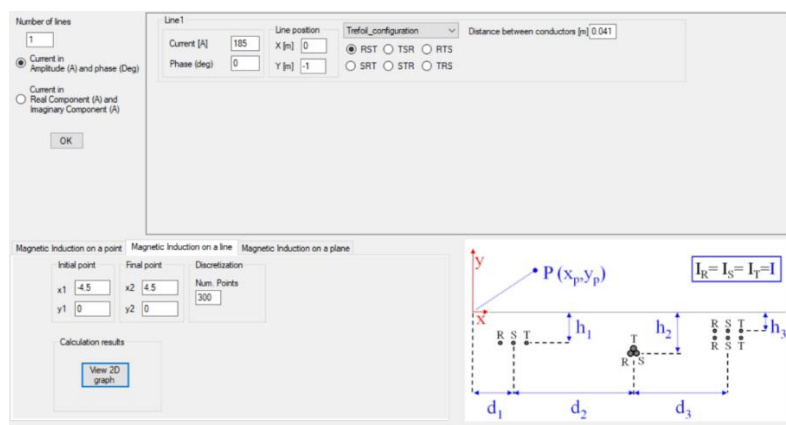 Number of lines
1
Current in
Amplitude (A) and phase (Deg)
Current in
Real Component (A) and
Imaginary Component (A)
OK
Line1
Current [A] 185
Phase (deg) 0
Line position
X [m] 0
Y [m] -1
Trefoil_configuration
RST TSR RTS
SRT STR TRS
Distance between conductors [m] 0.041
Magnetic Induction on a point Magnetic Induction on a line Magnetic Induction on a plane
Initial point
x1 -4.5
y1 0
Final point
x2 4.5
y2 0
Discretization
Num. Points
300
Calculation results
View 2D
graph
y
P (xp,yp)
IR= IS= IT=I
x
R S T
h1
T
R S
h2
R S T
R S T
h3
d1 d2 d3